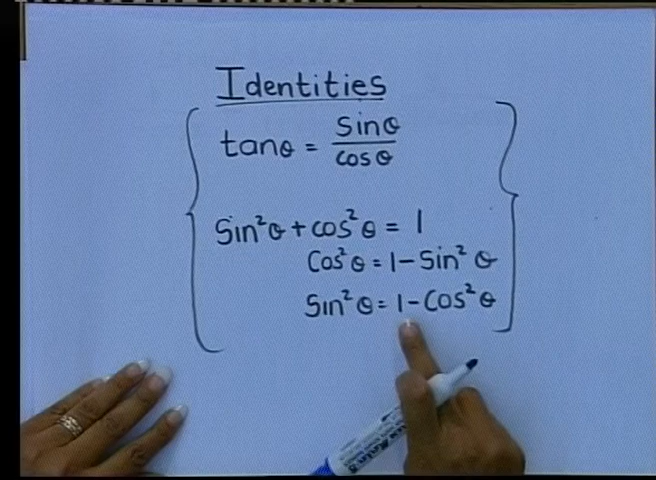 Identities
tanθ = sinθ/cosθ
Sin²θ + cos²θ = 1
Cos²θ = 1 - Sin²θ
Sin²θ = 1 - Cos²θ